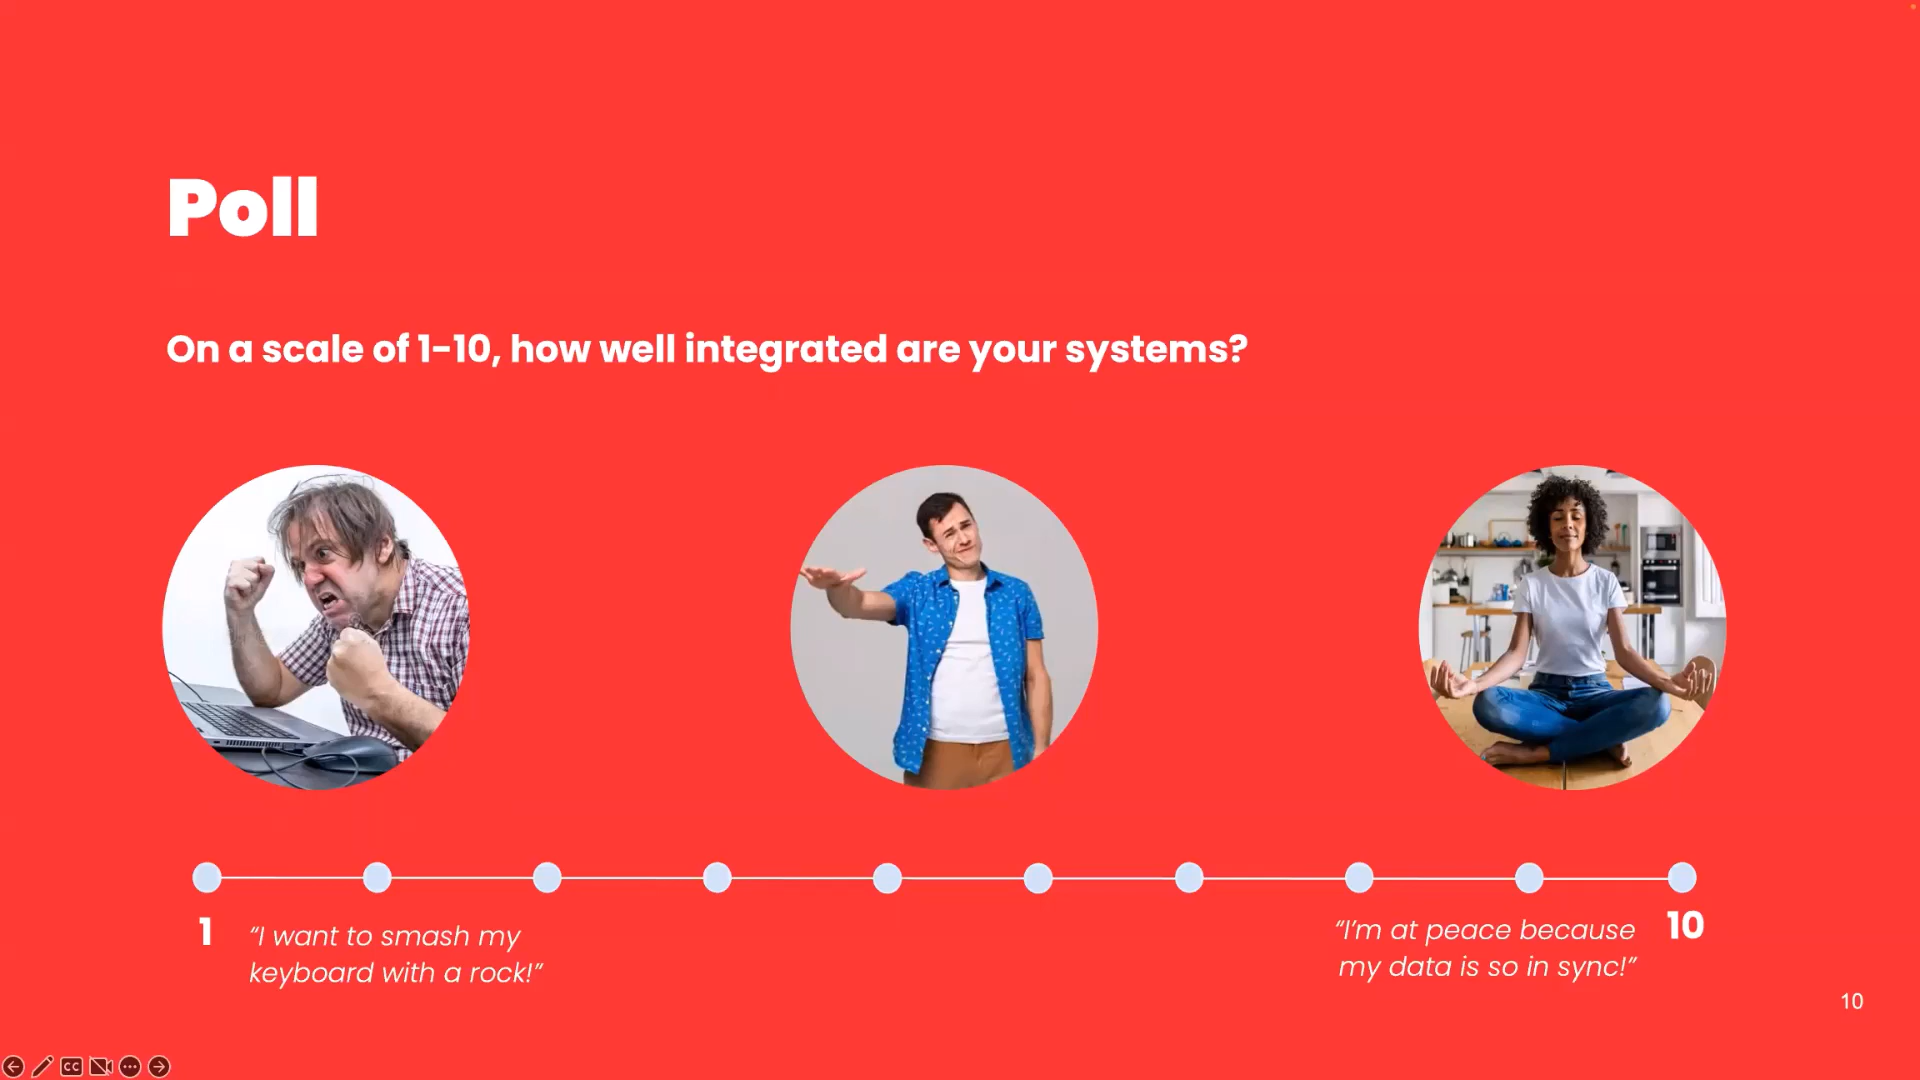 Poll
On a scale of 1-10, how well integrated are your systems?
1
“I want to smash my
keyboard with a rock!”
“I’m at peace because
my data is so in sync!”
10
10
CC